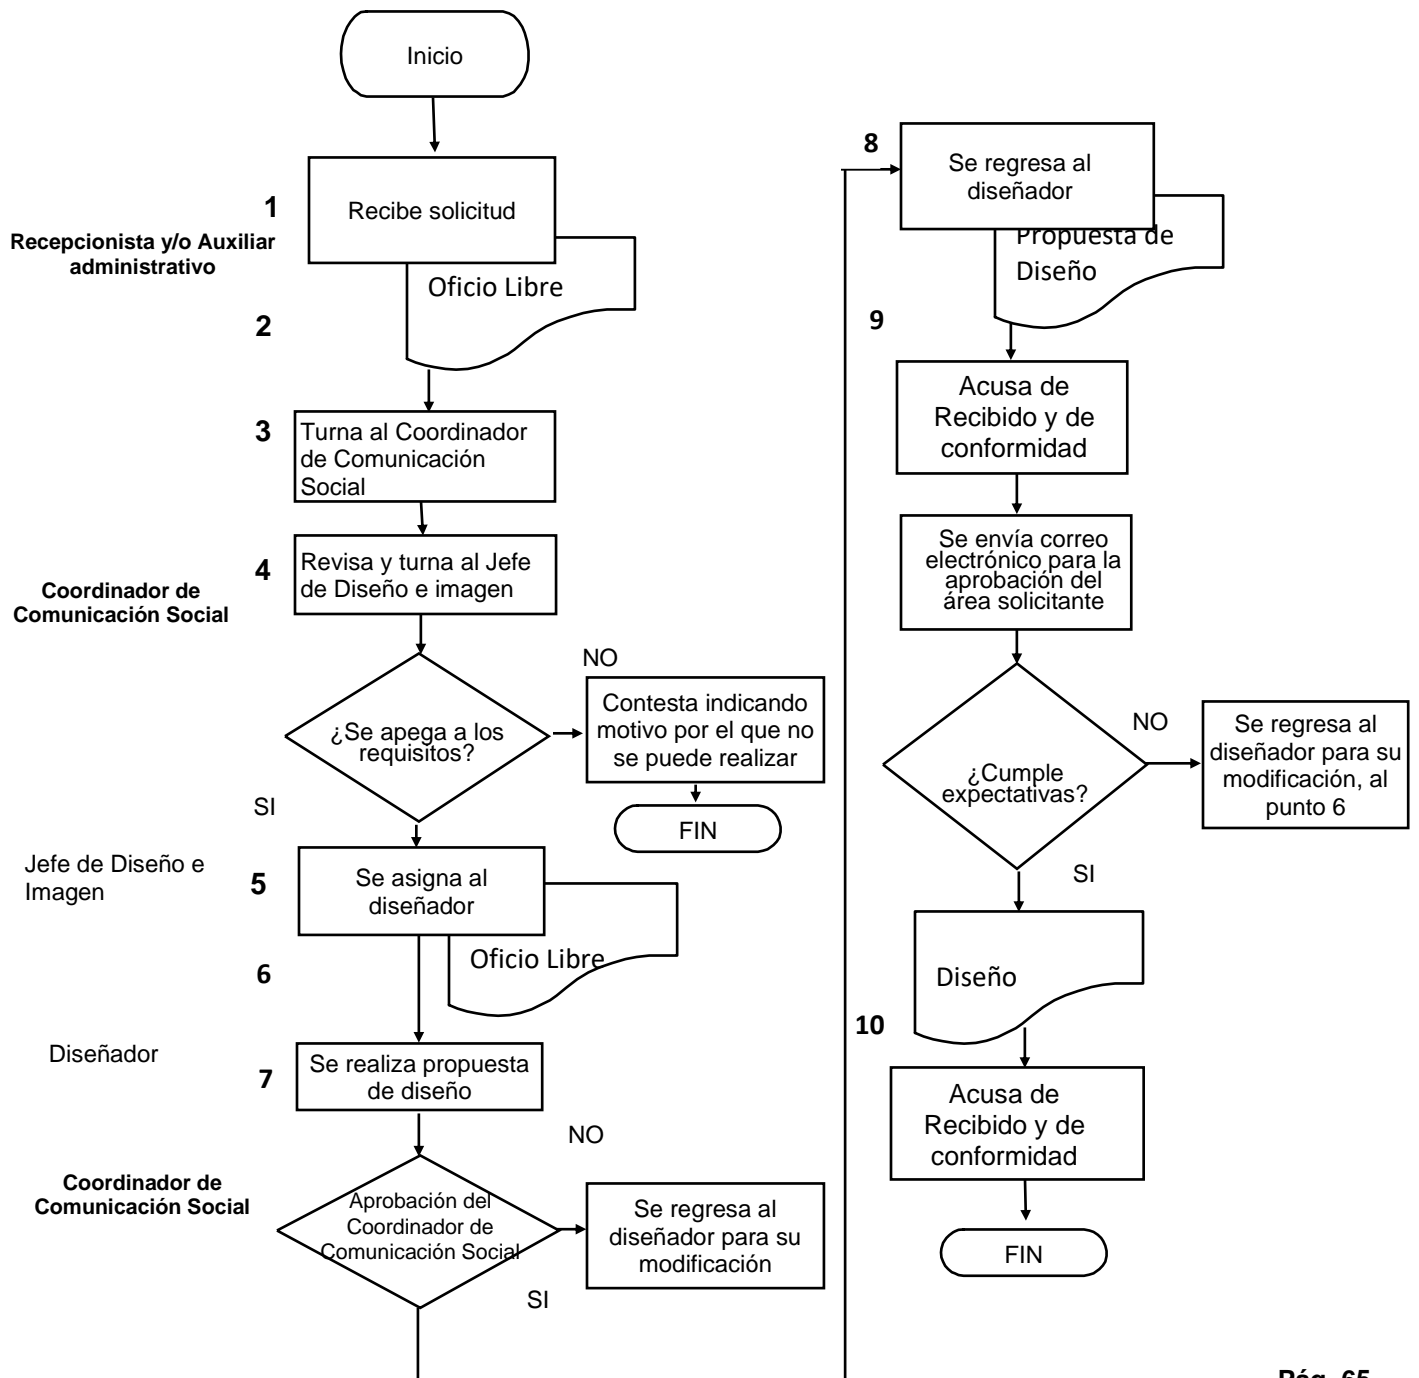 Inicio
1
Recibe solicitud
Recepcionista y/o Auxiliar
administrativo
Oficio Libre
2
3
Turna al Coordinador
de Comunicación
Social
4
Revisa y turna al Jefe
de Diseño e imagen
Coordinador de
Comunicación Social
NO
¿Se apega a los
requisitos?
Contesta indicando
motivo por el que no
se puede realizar
SI
FIN
Jefe de Diseño e
Imagen
5
Se asigna al
diseñador
Oficio Libre
6
Diseñador
7
Se realiza propuesta
de diseño
NO
Coordinador de
Comunicación Social
Aprobación del
Coordinador de
Comunicación Social
Se regresa al
diseñador para su
modificación
SI
8
Se regresa al
diseñador
Propuesta de
Diseño
9
Acusa de
Recibido y de
conformidad
Se envía correo
electrónico para la
aprobación del
área solicitante
NO
¿Cumple
expectativas?
Se regresa al
diseñador para su
modificación, al
punto 6
SI
Diseño
10
Acusa de
Recibido y de
conformidad
FIN
Pág. 65